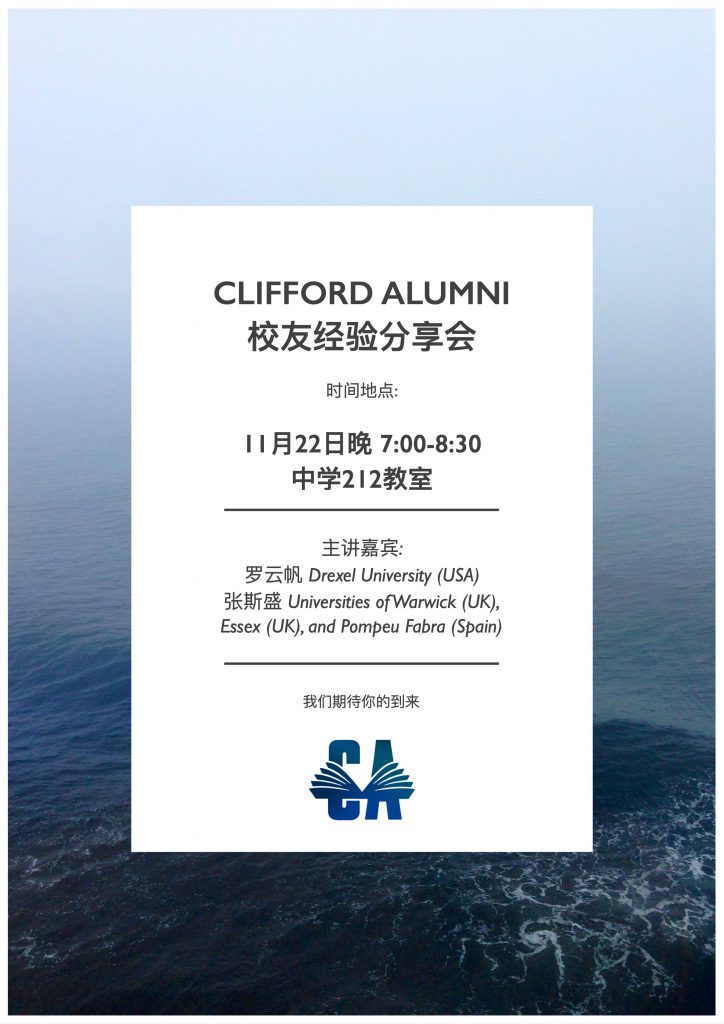 CLIFFORD ALUMNI
校友经验分享会
时间地点:
11月22日晚 7:00-8:30
中学212教室
主讲嘉宾:
罗云帆 Drexel University (USA)
张斯盛 Universities of Warwick (UK),
Essex (UK), and Pompeu Fabra (Spain)
我们期待你的到来
CA